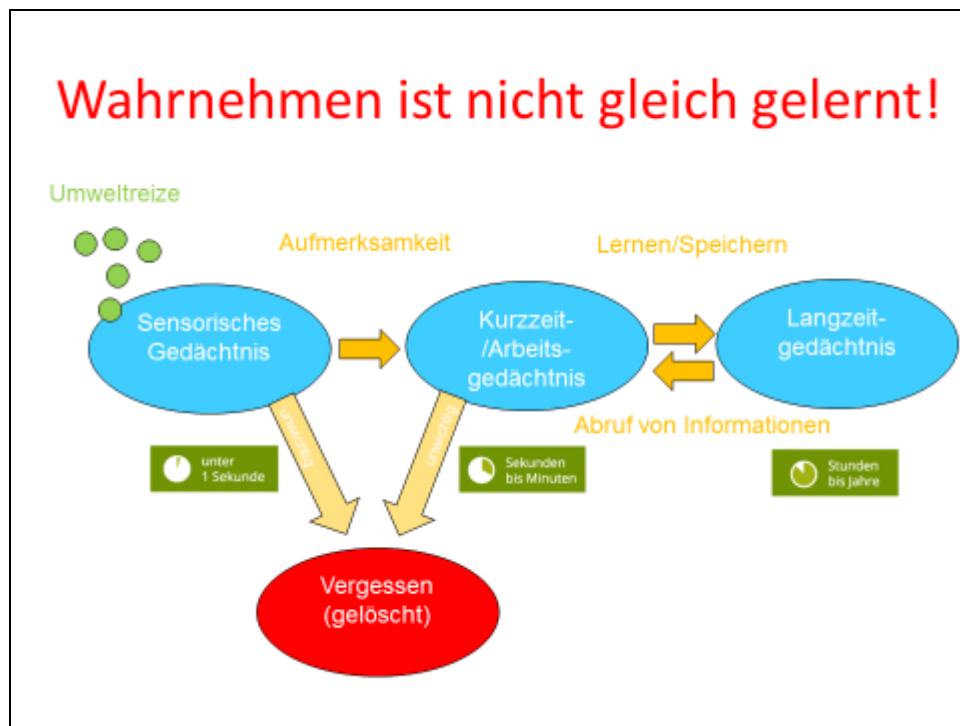 Wahrnehmen ist nicht gleich gelernt!
Umweltreize
Aufmerksamkeit
Lernen/Speichern
Sensorisches
Gedächtnis
Kurzzeit-
/Arbeits-
gedächtnis
Langzeit-
gedächtnis
Abruf von Informationen
unwichtig
unwichtig
unter
1 Sekunde
Sekunden
bis Minuten
Stunden
bis Jahre
Vergessen
(gelöscht)